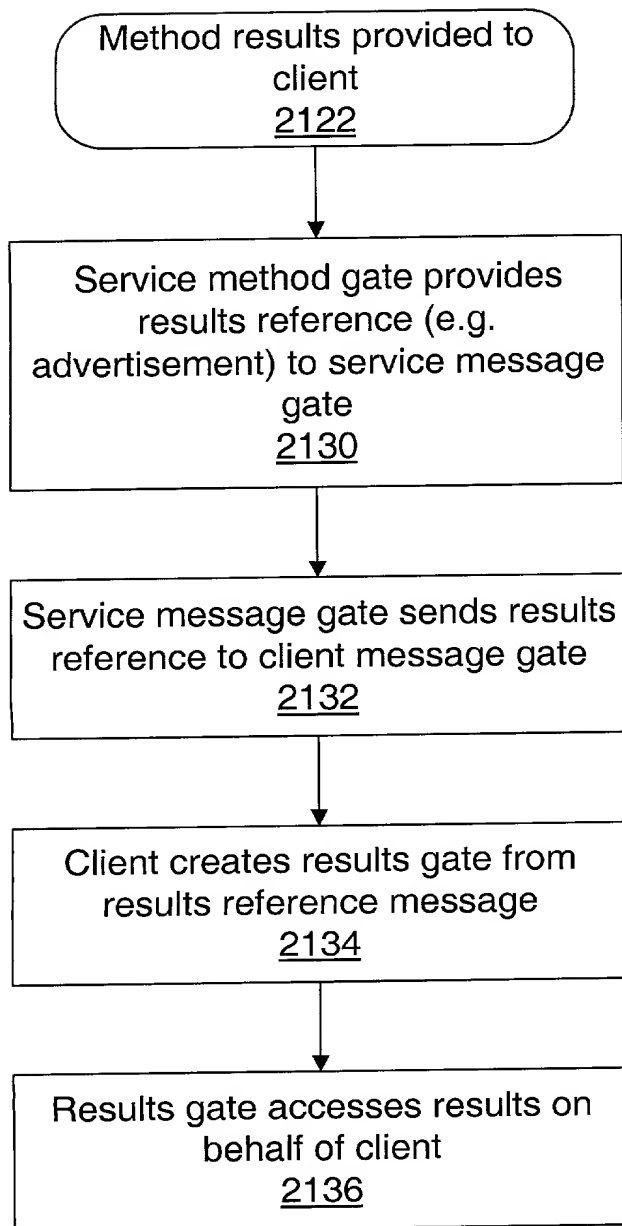 Method results provided to
client
2122
Service method gate provides
results reference (e.g.
advertisement) to service message
gate
2130
Service message gate sends results
reference to client message gate
2132
Client creates results gate from
results reference message
2134
Results gate accesses results on
behalf of client
2136